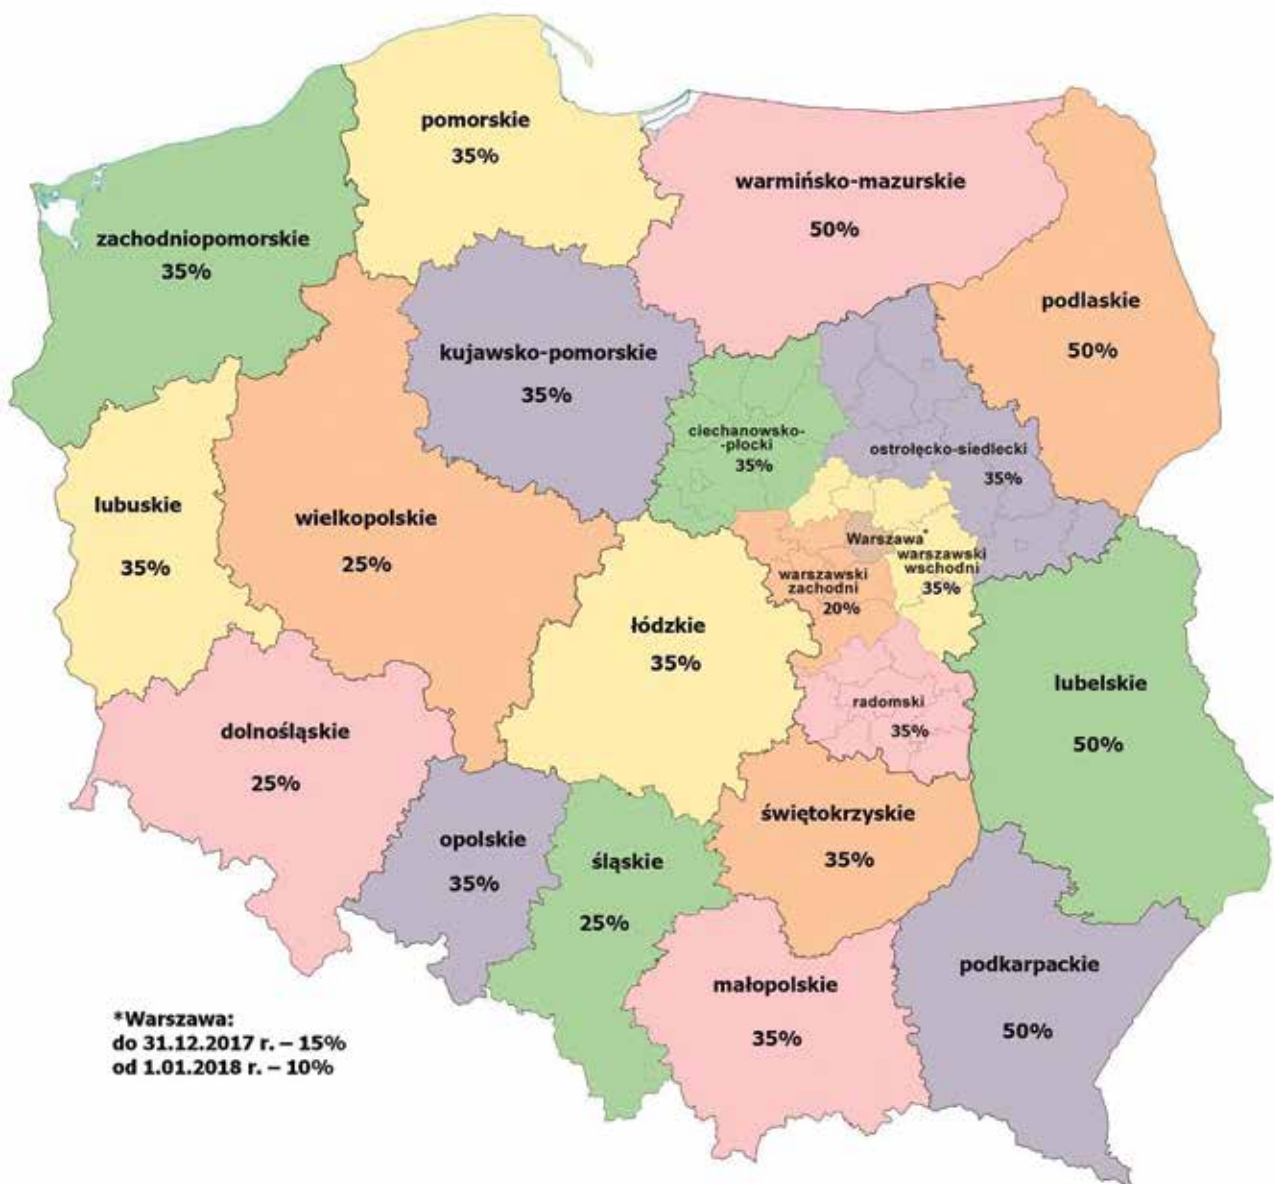 pomorskie
35%
warmińsko-mazurskie
50%
zachodniopomorskie
35%
podlaskie
50%
kujawsko-pomorskie
35%
ciechanowsko-
-płocki
35%
ostrołęcko-siedlecki
35%
lubuskie
35%
wielkopolskie
25%
Warszawa*
warszawski
wschodni
35%
warszawski
zachodni
20%
łódzkie
35%
radomski
35%
lubelskie
50%
dolnośląskie
25%
opolskie
35%
śląskie
25%
świętokrzyskie
35%
małopolskie
35%
podkarpackie
50%
*Warszawa:
do 31.12.2017 r. – 15%
od 1.01.2018 r. – 10%